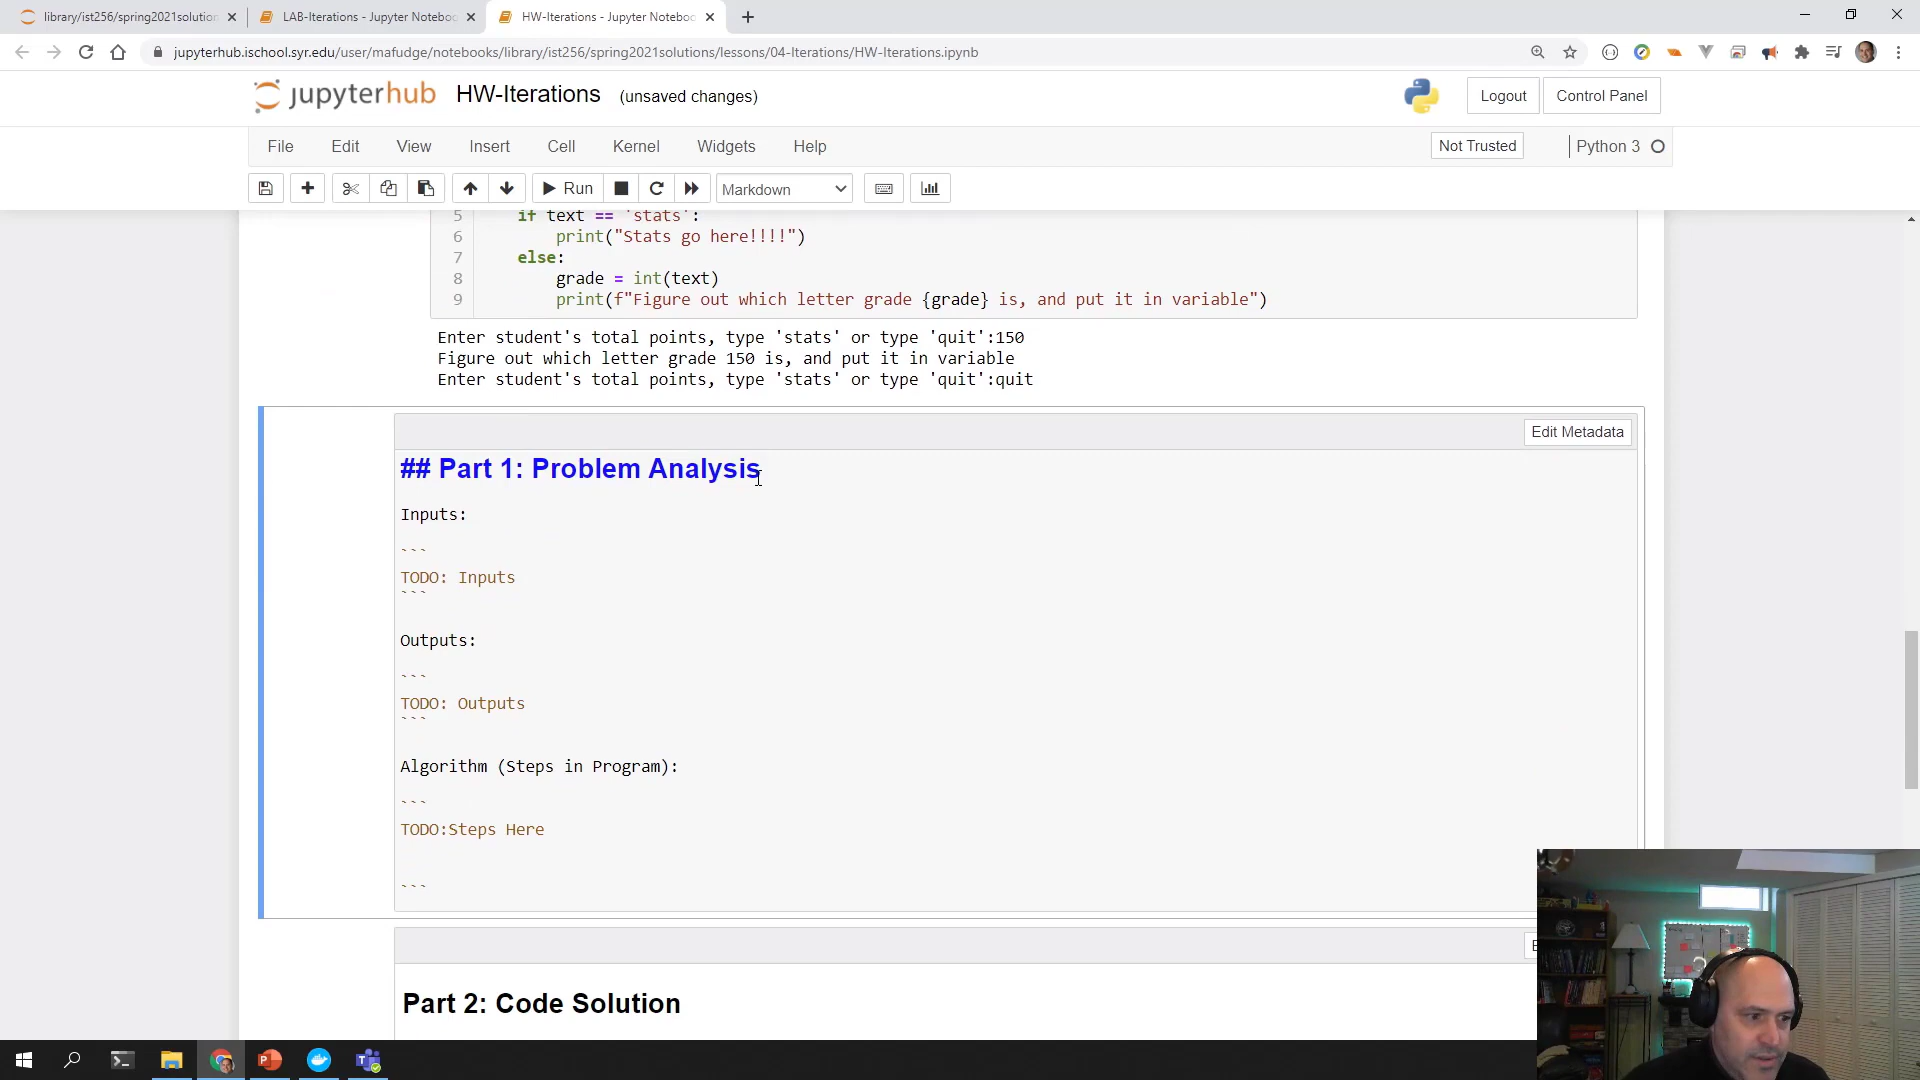 library/ist256/spring2021solution
LAB-Iterations - Jupyter Notebo
HW-Iterations - Jupyter Notebo
jupyterhub.ischool.syr.edu/user/mafudge/notebooks/library/ist256/spring2021solutions/lessons/04-Iterations/HW-Iterations.ipynb
jupyterhub HW-Iterations (unsaved changes) Logout Control Panel
File Edit View Insert Cell Kernel Widgets Help Not Trusted Python 3
Run Markdown
5 if text == 'stats':
6 print("Stats go here!!!!")
7 else:
8 grade = int(text)
9 print(f"Figure out which letter grade {grade} is, and put it in variable")
Enter student's total points, type 'stats' or type 'quit':150
Figure out which letter grade 150 is, and put it in variable
Enter student's total points, type 'stats' or type 'quit':quit
Edit Metadata
## Part 1: Problem Analysis
Inputs:
```
TODO: Inputs
```
Outputs:
```
TODO: Outputs
```
Algorithm (Steps in Program):
```
TODO:Steps Here
```
Part 2: Code Solution